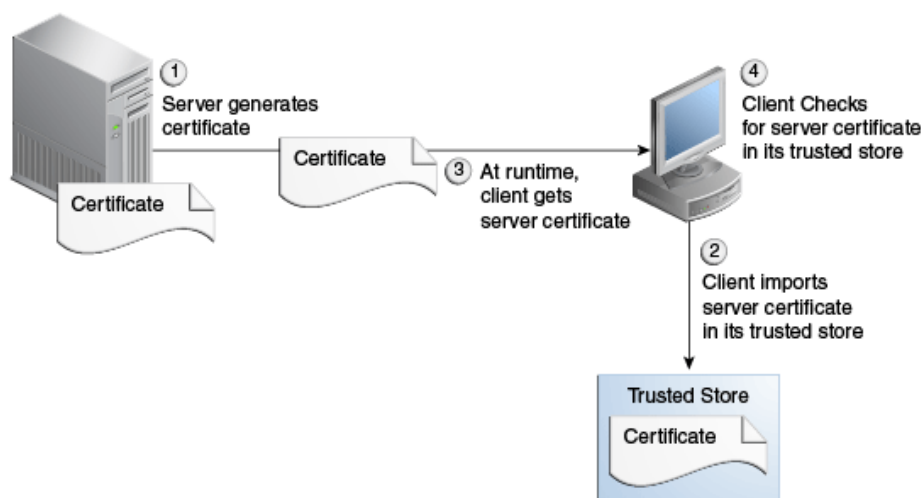 1
Server generates
certificate
Certificate
Certificate
3
At runtime,
client gets
server certificate
4
Client Checks
for server certificate
in its trusted store
2
Client imports
server certificate
in its trusted store
Trusted Store
Certificate